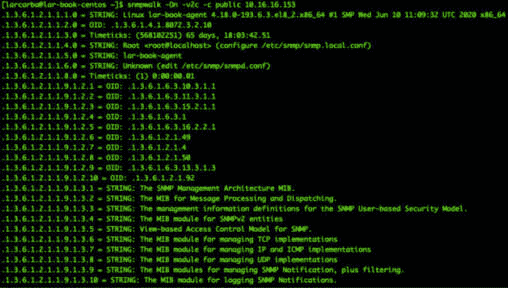 [larcarba@lar-book-centos ~]$ snmpwalk -On -v2c -c public 10.16.16.153
.1.3.6.1.2.1.1.1.0 = STRING: Linux lar-book-agent 4.18.0-193.6.3.el8_2.x86_64 #1 SMP Wed Jun 10 11:09:32 UTC 2020 x86_64
.1.3.6.1.2.1.1.2.0 = OID: .1.3.6.1.4.1.8072.3.2.10
.1.3.6.1.2.1.1.3.0 = Timeticks: (568102251) 65 days, 18:03:42.51
.1.3.6.1.2.1.1.4.0 = STRING: Root <root@localhost> (configure /etc/snmp/snmp.local.conf)
.1.3.6.1.2.1.1.5.0 = STRING: lar-book-agent
.1.3.6.1.2.1.1.6.0 = STRING: Unknown (edit /etc/snmp/snmpd.conf)
.1.3.6.1.2.1.1.8.0 = Timeticks: (1) 0:00:00.01
.1.3.6.1.2.1.1.9.1.2.1 = OID: .1.3.6.1.6.3.10.3.1.1
.1.3.6.1.2.1.1.9.1.2.2 = OID: .1.3.6.1.6.3.11.3.1.1
.1.3.6.1.2.1.1.9.1.2.3 = OID: .1.3.6.1.6.3.15.2.1.1
.1.3.6.1.2.1.1.9.1.2.4 = OID: .1.3.6.1.6.3.1
.1.3.6.1.2.1.1.9.1.2.5 = OID: .1.3.6.1.6.3.16.2.2.1
.1.3.6.1.2.1.1.9.1.2.6 = OID: .1.3.6.1.2.1.49
.1.3.6.1.2.1.1.9.1.2.7 = OID: .1.3.6.1.2.1.4
.1.3.6.1.2.1.1.9.1.2.8 = OID: .1.3.6.1.2.1.50
.1.3.6.1.2.1.1.9.1.2.9 = OID: .1.3.6.1.6.3.13.3.1.3
.1.3.6.1.2.1.1.9.1.2.10 = OID: .1.3.6.1.2.1.92
.1.3.6.1.2.1.1.9.1.3.1 = STRING: The SNMP Management Architecture MIB.
.1.3.6.1.2.1.1.9.1.3.2 = STRING: The MIB for Message Processing and Dispatching.
.1.3.6.1.2.1.1.9.1.3.3 = STRING: The management information definitions for the SNMP User-based Security Model.
.1.3.6.1.2.1.1.9.1.3.4 = STRING: The MIB module for SNMPv2 entities
.1.3.6.1.2.1.1.9.1.3.5 = STRING: View-based Access Control Model for SNMP.
.1.3.6.1.2.1.1.9.1.3.6 = STRING: The MIB module for managing TCP implementations
.1.3.6.1.2.1.1.9.1.3.7 = STRING: The MIB module for managing IP and ICMP implementations
.1.3.6.1.2.1.1.9.1.3.8 = STRING: The MIB module for managing UDP implementations
.1.3.6.1.2.1.1.9.1.3.9 = STRING: The MIB modules for managing SNMP Notification, plus filtering.
.1.3.6.1.2.1.1.9.1.3.10 = STRING: The MIB module for logging SNMP Notifications.